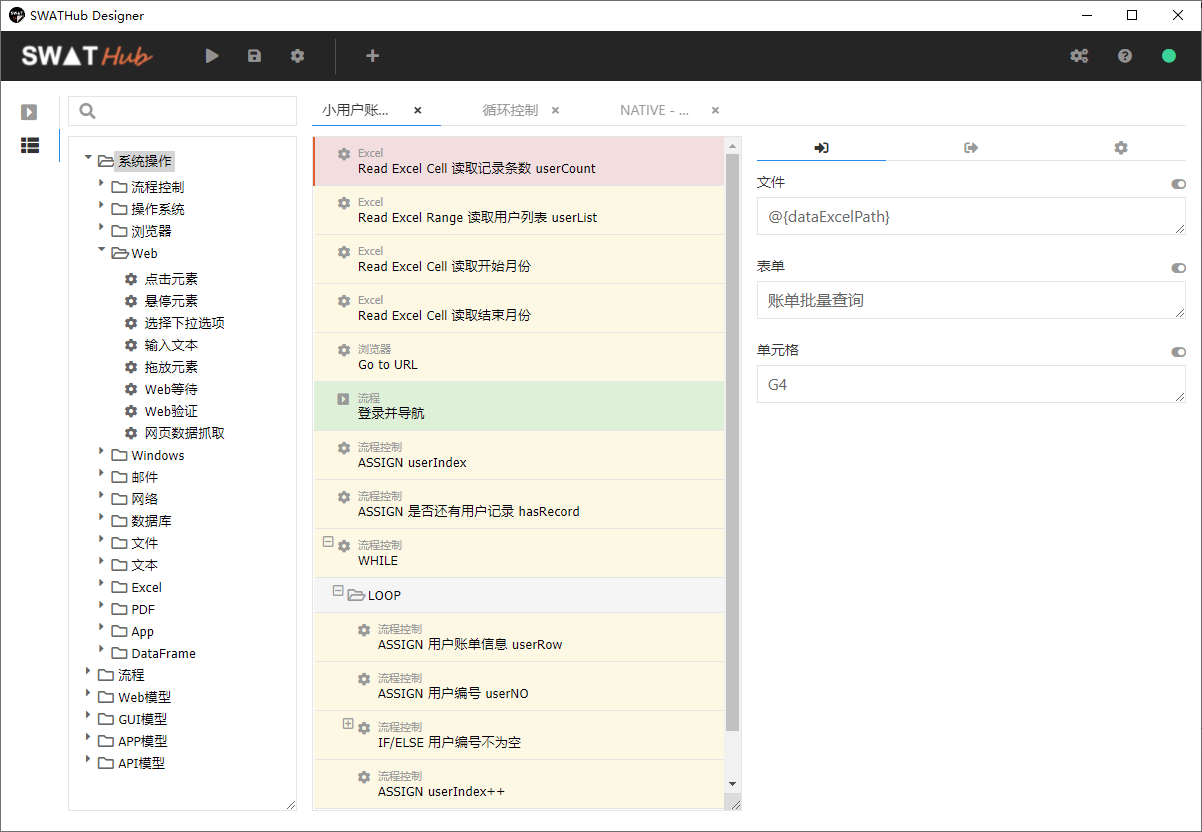 SWATHub Designer
SWATHub
小用户账...
循环控制
NATIVE - ...
系统操作
流程控制
操作系统
浏览器
Web
点击元素
悬停元素
选择下拉选项
输入文本
拖放元素
Web等待
Web验证
网页数据抓取
Windows
邮件
网络
数据库
文件
文本
Excel
PDF
App
DataFrame
流程
Web模型
GUI模型
APP模型
API模型
Excel
Read Excel Cell 读取记录条数 userCount
Excel
Read Excel Range 读取用户列表 userList
Excel
Read Excel Cell 读取开始月份
Excel
Read Excel Cell 读取结束月份
浏览器
Go to URL
流程
登录并导航
流程控制
ASSIGN userIndex
流程控制
ASSIGN 是否还有用户记录 hasRecord
流程控制
WHILE
LOOP
流程控制
ASSIGN 用户账单信息 userRow
流程控制
ASSIGN 用户编号 userNO
流程控制
IF/ELSE 用户编号不为空
流程控制
ASSIGN userIndex++
文件
@{dataExcelPath}
表单
账单批量查询
单元格
G4